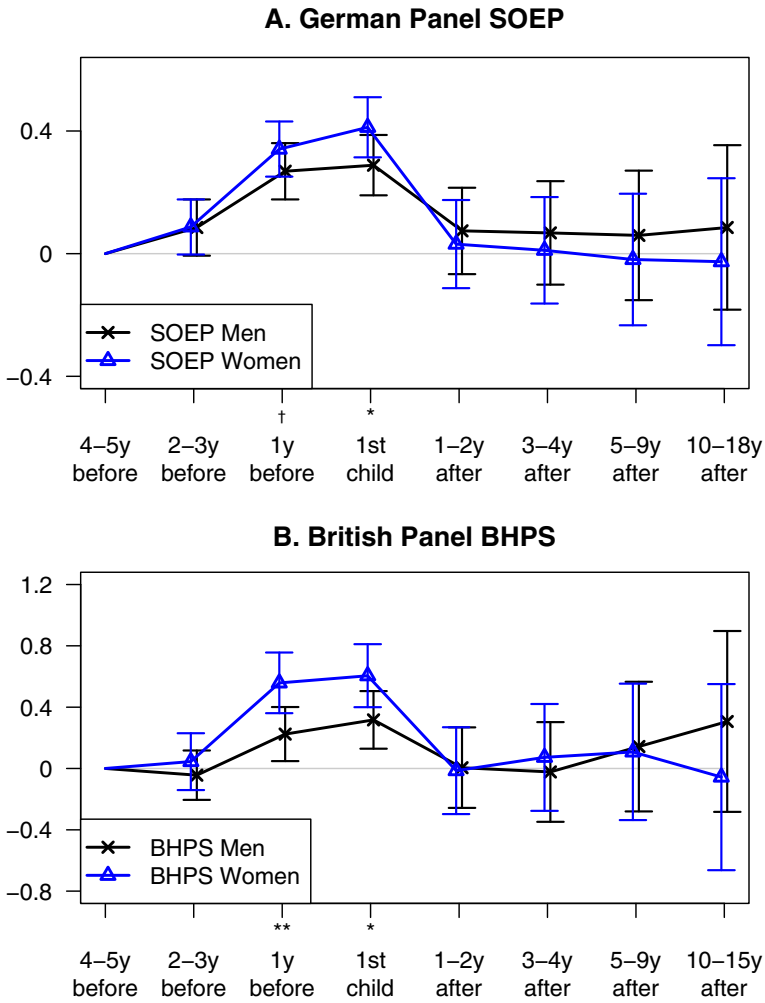 A. German Panel SOEP
0.4
0
−0.4
SOEP Men
SOEP Women
† *
4−5y 2−3y 1y 1st 1−2y 3−4y 5−9y 10−18y
before before before child after after after after
B. British Panel BHPS
1.2
0.8
0.4
0
−0.4
−0.8
BHPS Men
BHPS Women
** *
4−5y 2−3y 1y 1st 1−2y 3−4y 5−9y 10−15y
before before before child after after after after